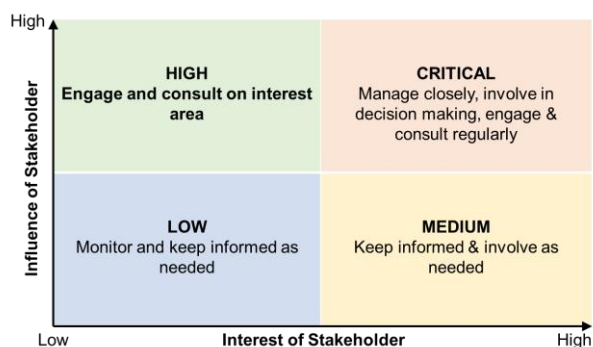 High
HIGH
Engage and consult on interest
area
CRITICAL
Manage closely, involve in
decision making, engage &
consult regularly
Influence of Stakeholder
LOW
Monitor and keep informed as
needed
MEDIUM
Keep informed & involve as
needed
Low
Interest of Stakeholder
High